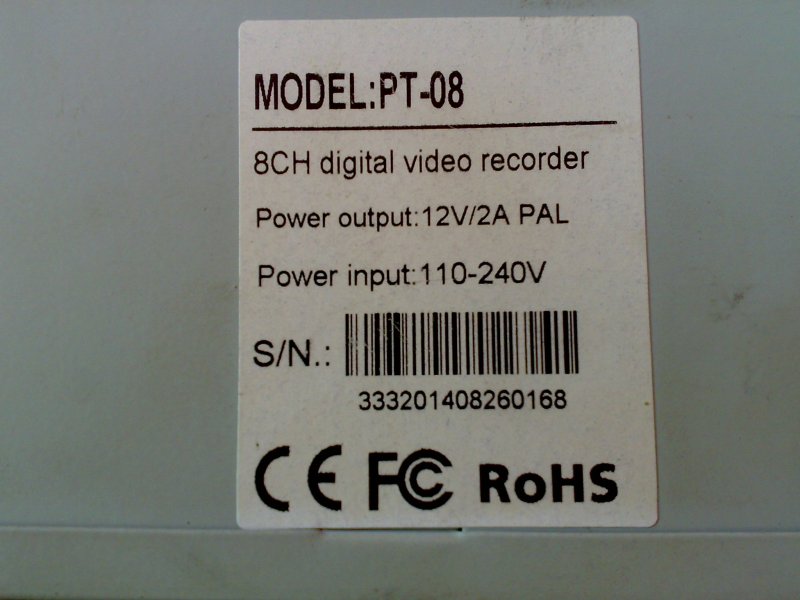 MODEL:PT-08
8CH digital video recorder
Power output:12V/2A PAL
Power input:110-240V
S/N.:
333201408260168
CE FC RoHS